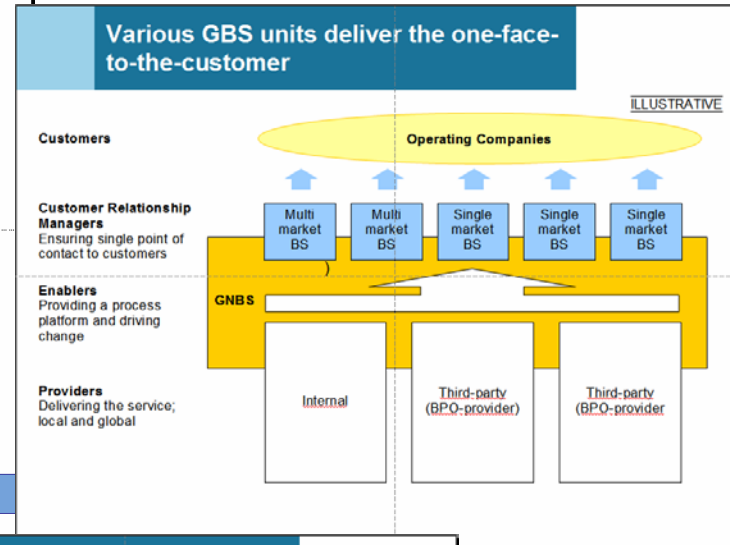 Various GBS units deliver the one-face-
to-the-customer
ILLUSTRATIVE
Customers
Operating Companies
Customer Relationship
Managers
Ensuring single point of
contact to customers
Multi
market
BS
Multi
market
BS
Single
market
BS
Single
market
BS
Single
market
BS
)
Enablers
Providing a process
platform and driving
change
GNBS
Providers
Delivering the service;
local and global
Internal
Third-party
(BPO-provider)
Third-party
(BPO-provider